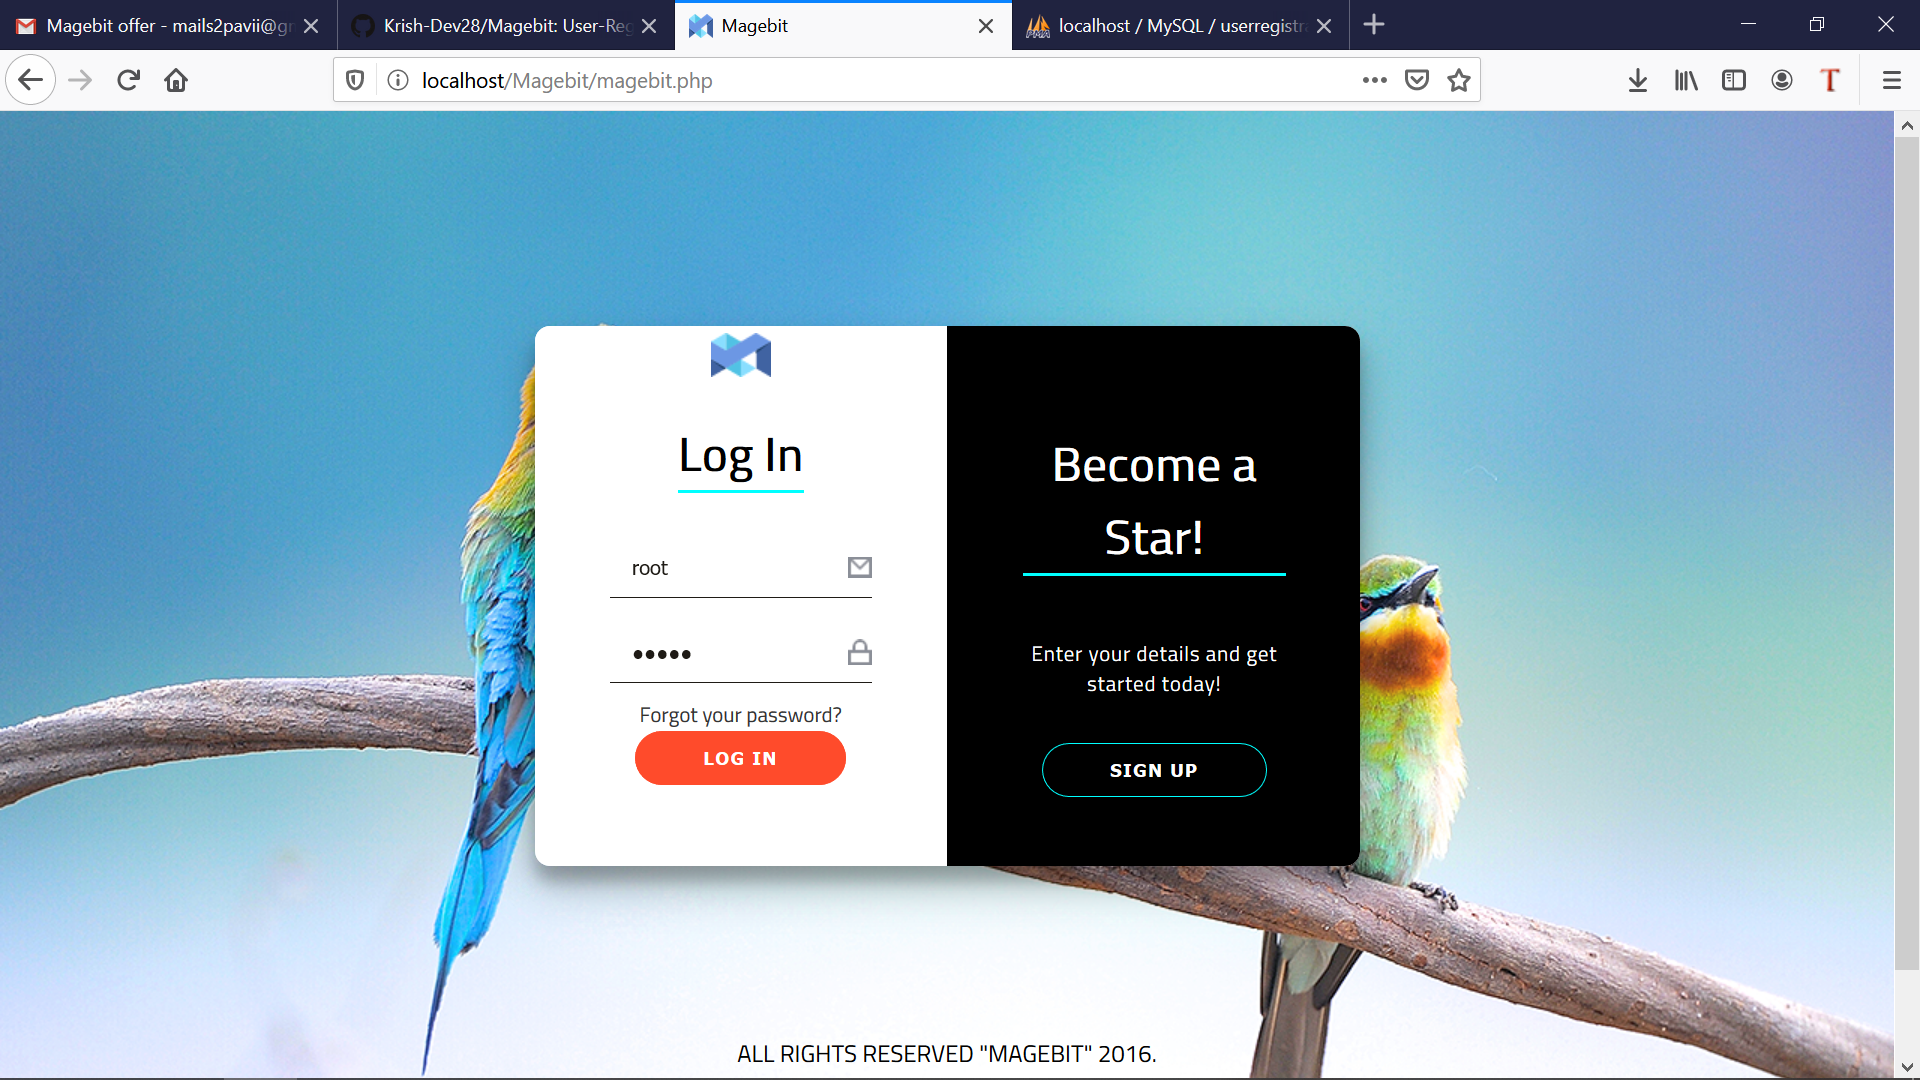 Magebit offer - mails2pavii@g
Krish-Dev28/Magebit: User-Reg
Magebit
localhost / MySQL / userregistra
localhost/Magebit/magebit.php
T
Log In
root
Forgot your password?
LOG IN
Become a
Star!
Enter your details and get
started today!
SIGN UP
ALL RIGHTS RESERVED "MAGEBIT" 2016.